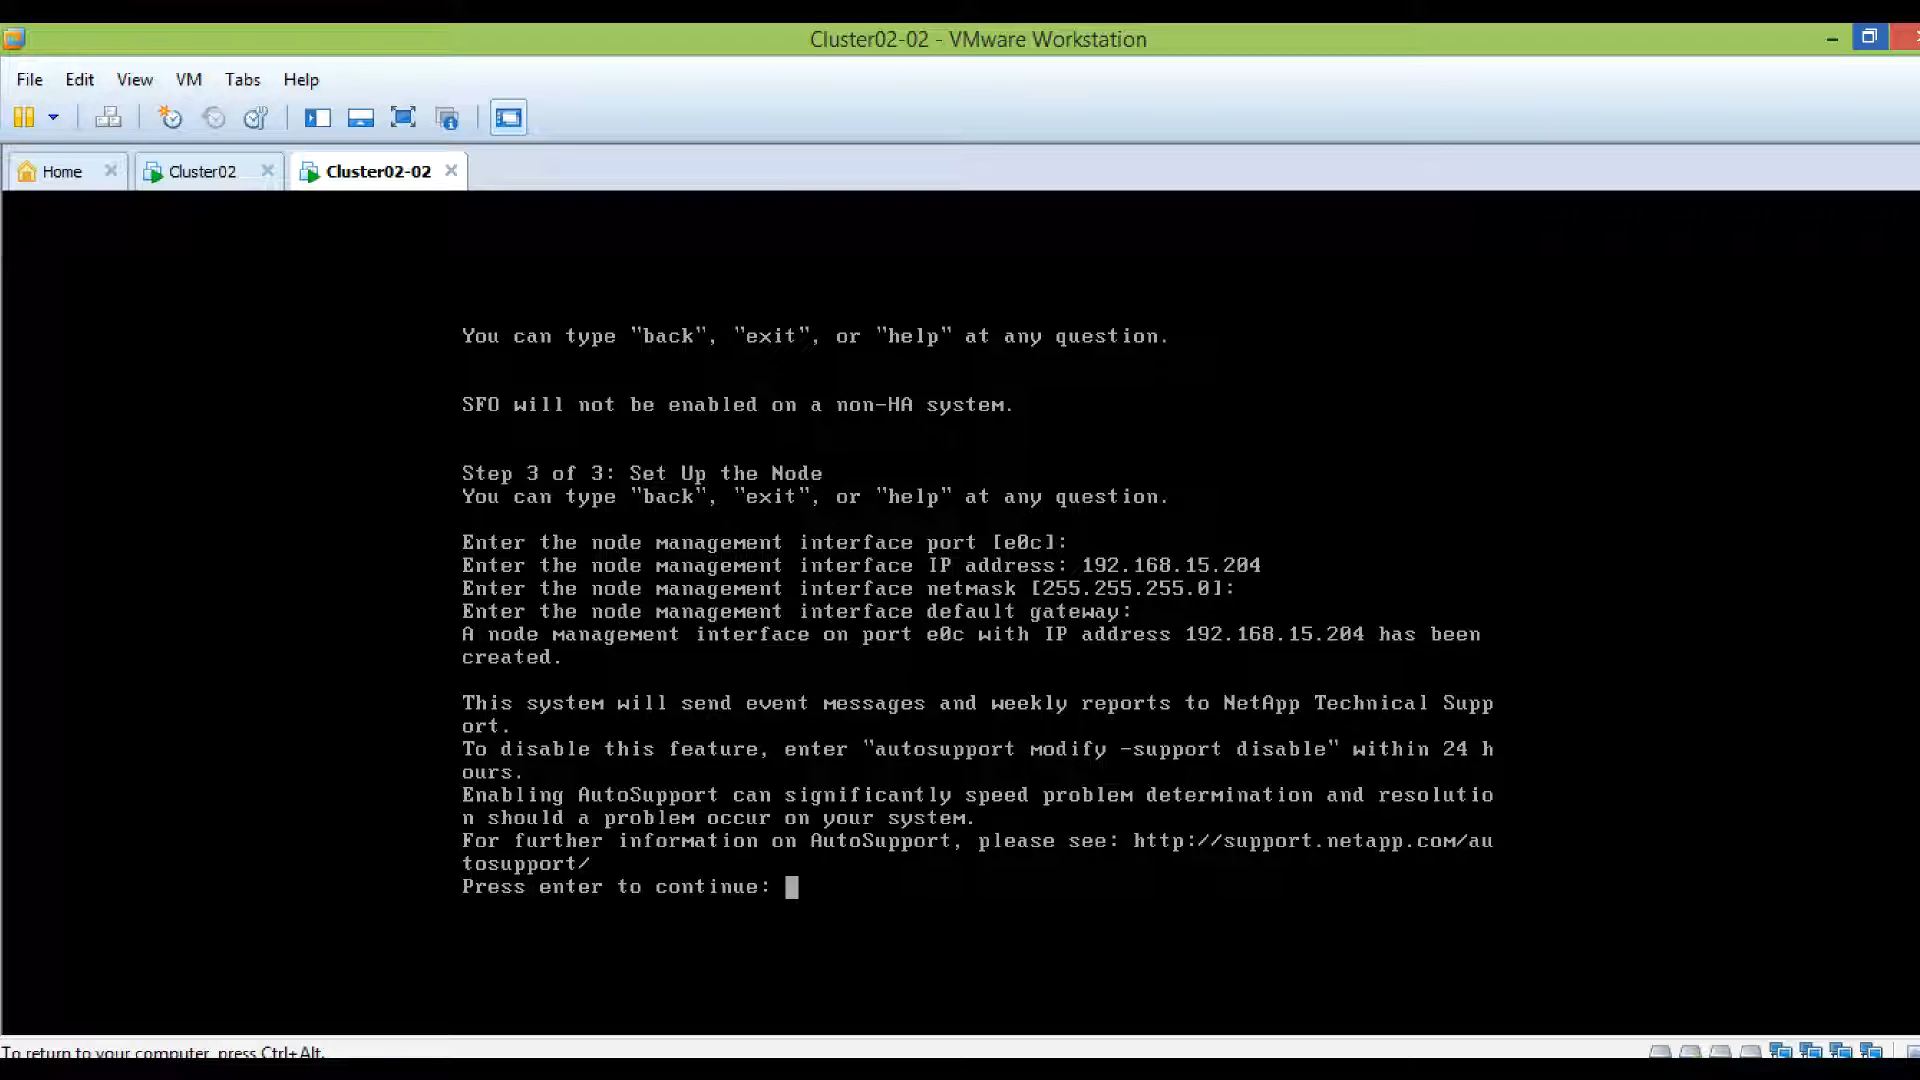 Cluster02-02 - VMware Workstation
File Edit View VM Tabs Help
Home Cluster02 Cluster02-02
You can type "back", "exit", or "help" at any question.
SFO will not be enabled on a non-HA system.
Step 3 of 3: Set Up the Node
You can type "back", "exit", or "help" at any question.
Enter the node management interface port [e0c]:
Enter the node management interface IP address: 192.168.15.204
Enter the node management interface netmask [255.255.255.0]:
Enter the node management interface default gateway:
A node management interface on port e0c with IP address 192.168.15.204 has been
created.
This system will send event messages and weekly reports to NetApp Technical Supp
ort.
To disable this feature, enter "autosupport modify -support disable" within 24 h
ours.
Enabling AutoSupport can significantly speed problem determination and resolutio
n should a problem occur on your system.
For further information on AutoSupport, please see: http://support.netapp.com/au
tosupport/
Press enter to continue:
To return to your computer, press Ctrl+Alt.